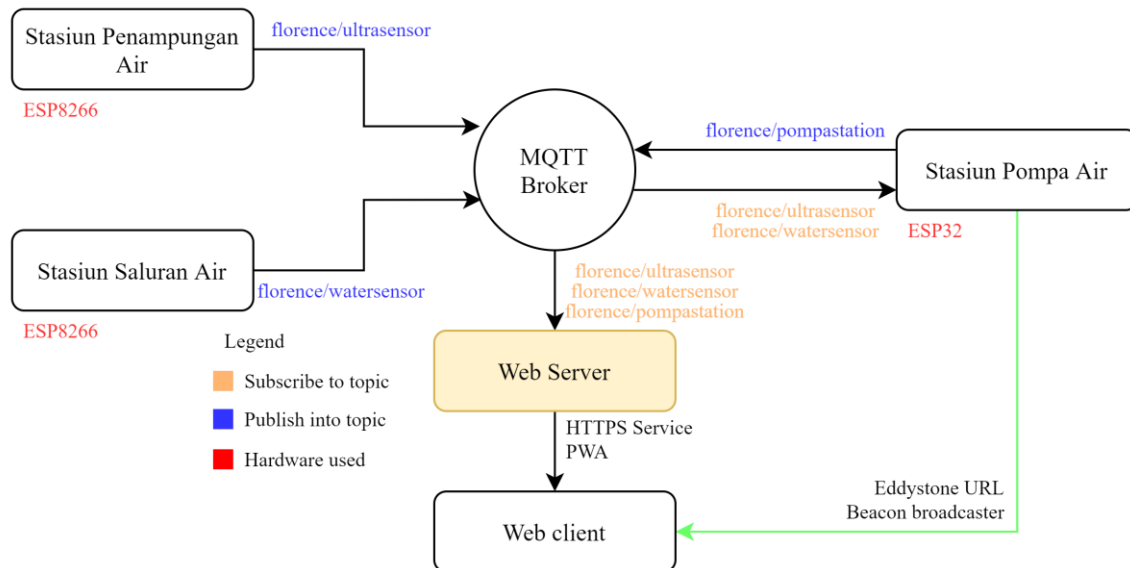 Stasiun Penampungan
Air
ESP8266
florence/ultrasensor
MQTT
Broker
florence/pompastation
Stasiun Pompa Air
ESP32
florence/ultrasensor
florence/watersensor
Stasiun Saluran Air
ESP8266
florence/watersensor
florence/ultrasensor
florence/watersensor
florence/pompastation
Legend
Subscribe to topic
Publish into topic
Hardware used
Web Server
HTTPS Service
PWA
Eddystone URL
Beacon broadcaster
Web client